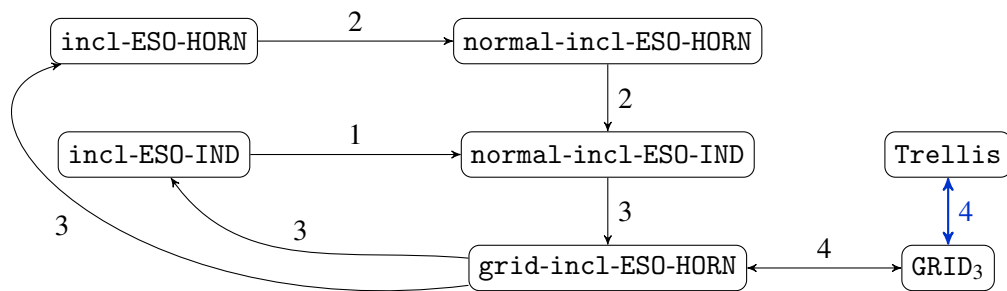 incl-ESO-HORN
2
normal-incl-ESO-HORN
2
incl-ESO-IND
1
normal-incl-ESO-IND
Trellis
3
3
3
4
4
grid-incl-ESO-HORN
GRID₃